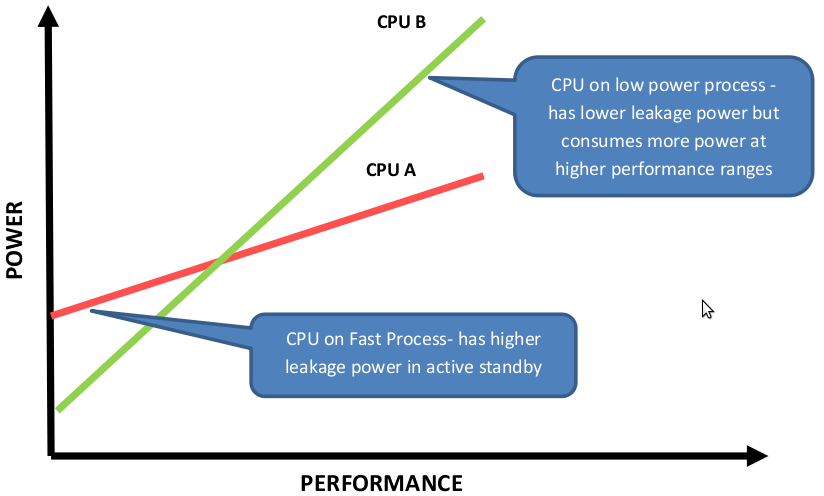 CPU B
CPU on low power process -
has lower leakage power but
consumes more power at
higher performance ranges
CPU A
POWER
CPU on Fast Process- has higher
leakage power in active standby
PERFORMANCE